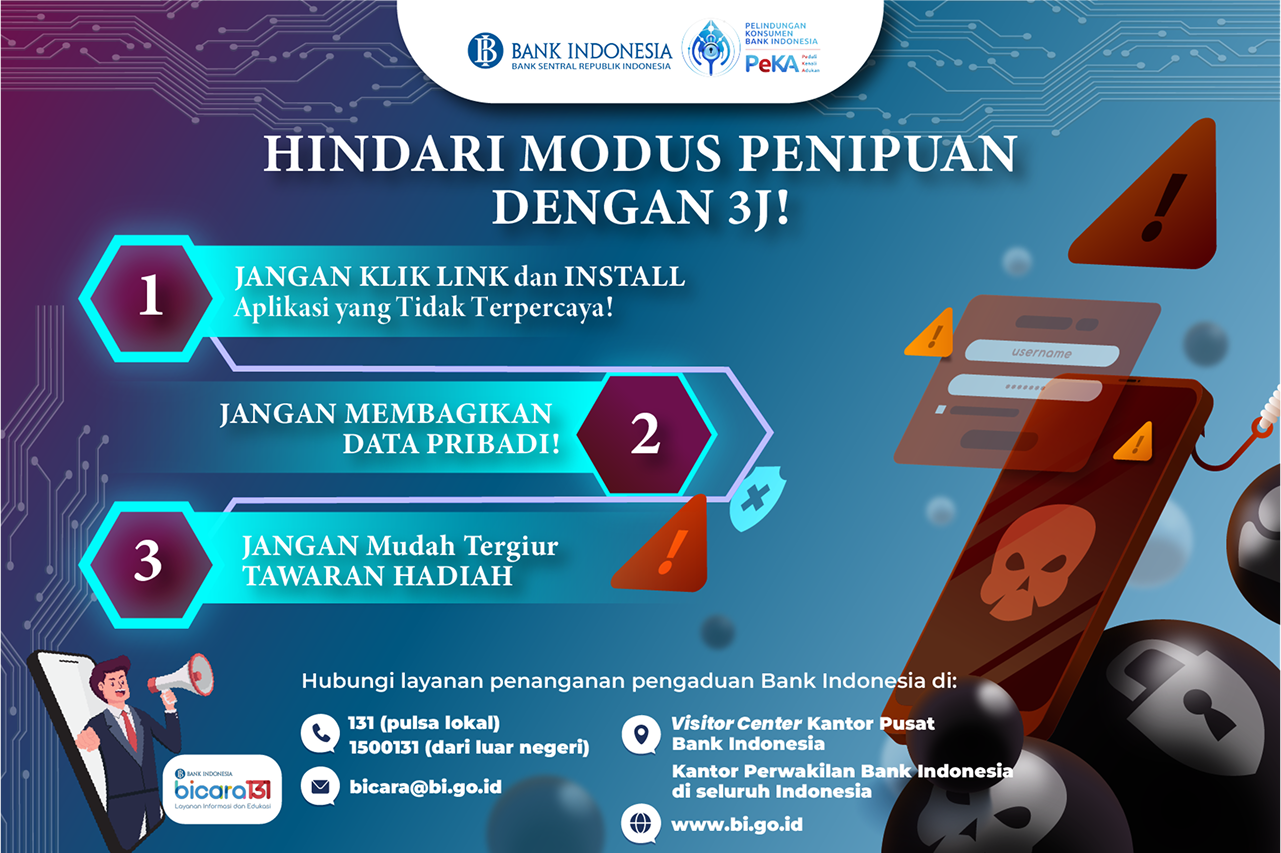 BANK INDONESIA
BANK SENTRAL REPUBLIK INDONESIA
PELINDUNGAN
KONSUMEN
BANK INDONESIA
PeKA
Peduli
Kenali
Adukan
HINDARI MODUS PENIPUAN
DENGAN 3J!
1
JANGAN KLIK LINK dan INSTALL
Aplikasi yang Tidak Terpercaya!
JANGAN MEMBAGIKAN
DATA PRIBADI!
2
3
JANGAN Mudah Tergiur
TAWARAN HADIAH
username
Hubungi layanan penanganan pengaduan Bank Indonesia di:
131 (pulsa lokal)
1500131 (dari luar negeri)
bicara@bi.go.id
Visitor Center Kantor Pusat
Bank Indonesia
Kantor Perwakilan Bank Indonesia
di seluruh Indonesia
www.bi.go.id
BANK INDONESIA
bicara131
Layanan Informasi dan Edukasi